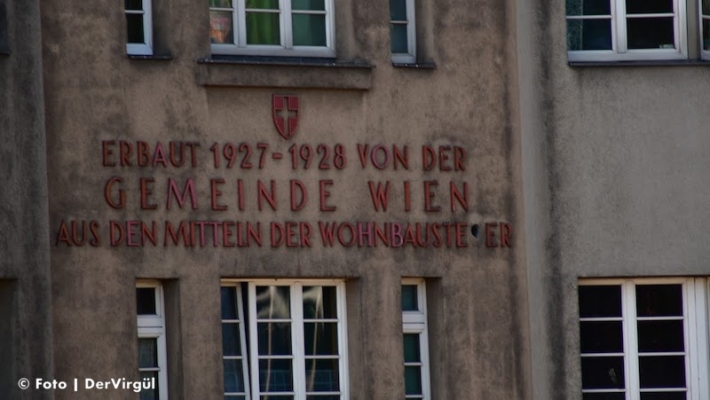 ERBAUT 1927-1928 VON DER
GEMEINDE WIEN
AUS DEN MITTELN DER WOHNBAUSTE ER
© Foto | DerVirgül